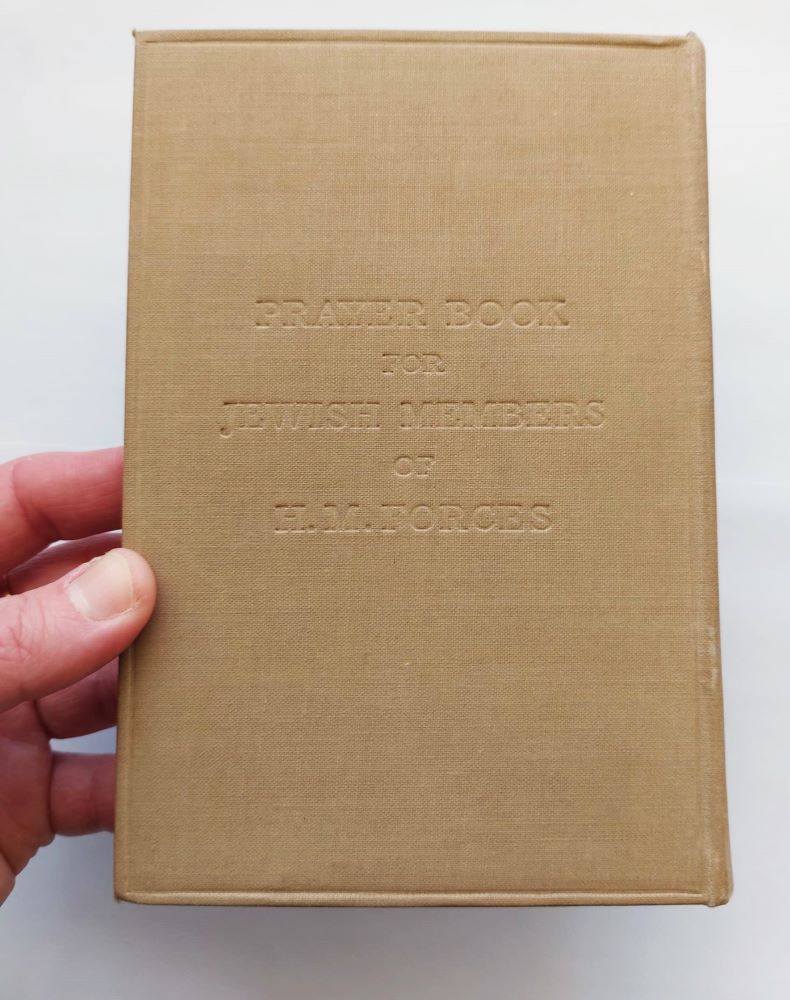 PRAYER BOOK
FOR
JEWISH MEMBERS
OF
H.M. FORCES